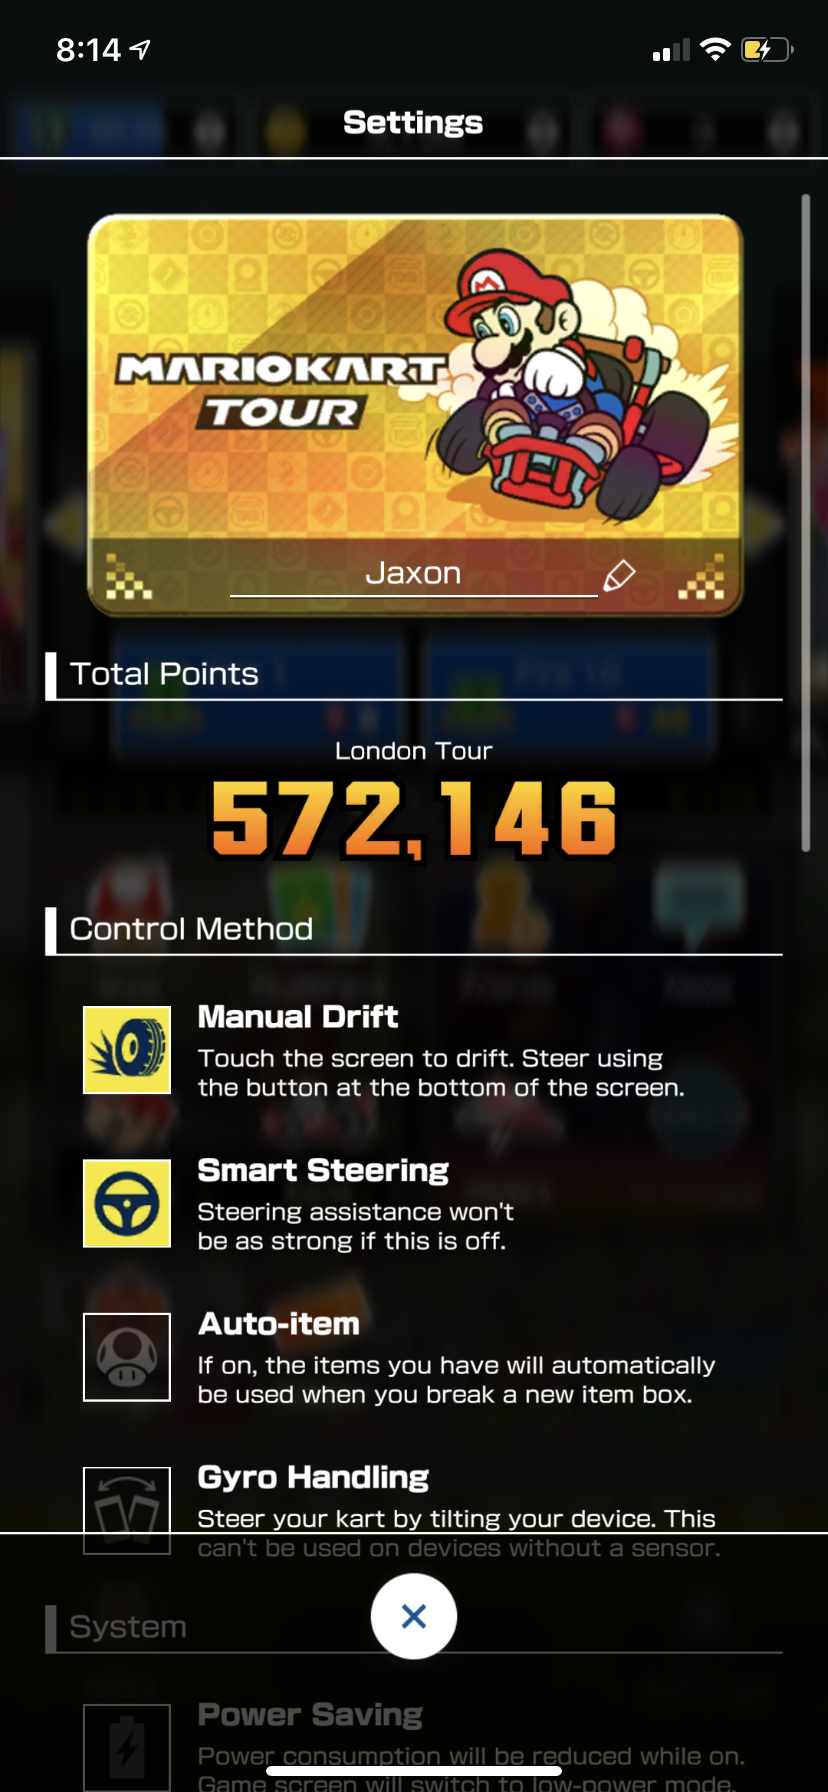 8:14
Settings
MARIOKART
TOUR
Jaxon
Total Points
London Tour
572,146
Control Method
Manual Drift
Touch the screen to drift. Steer using
the button at the bottom of the screen.
Smart Steering
Steering assistance won't
be as strong if this is off.
Auto-item
If on, the items you have will automatically
be used when you break a new item box.
Gyro Handling
Steer your kart by tilting your device. This
can't be used on devices without a sensor.
System
Power Saving
Power consumption will be reduced while on.
Game screen will switch to low-power mode.